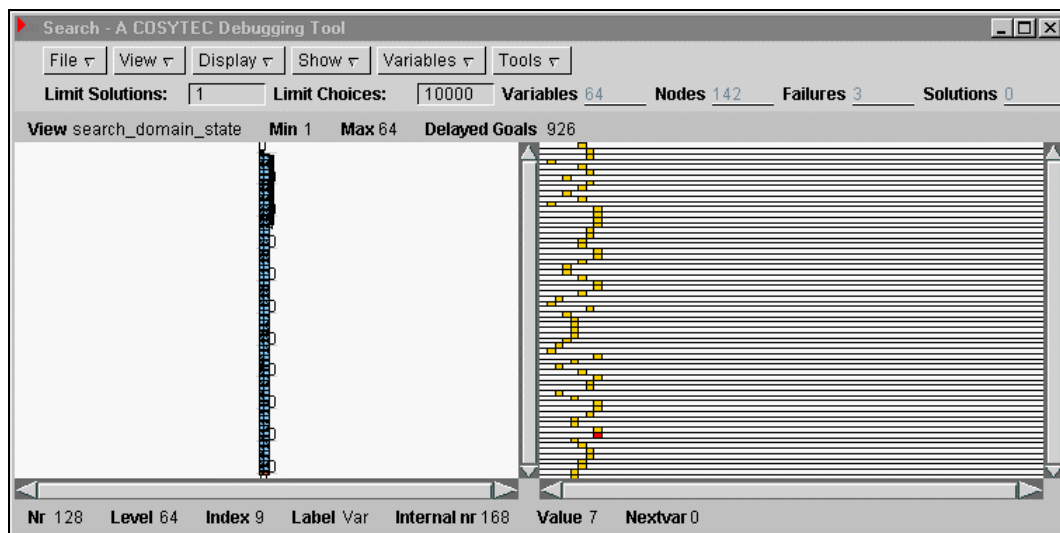 Search - A COSYTEC Debugging Tool
File View Display Show Variables Tools
Limit Solutions: 1 Limit Choices: 10000 Variables 64 Nodes 142 Failures 3 Solutions 0
View search_domain_state Min 1 Max 64 Delayed Goals 926
Nr 128 Level 64 Index 9 Label Var Internal nr 168 Value 7 Nextvar 0